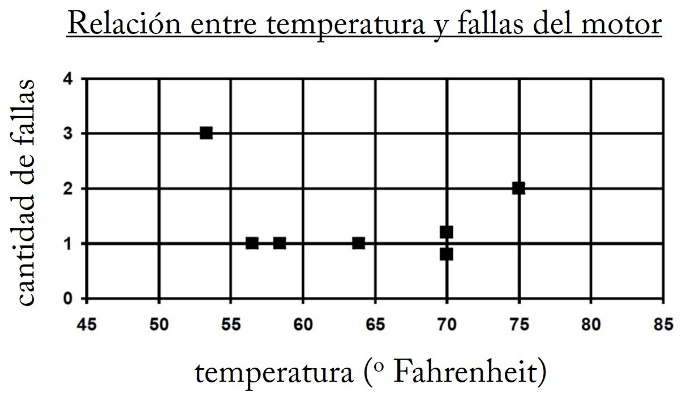 Relación entre temperatura y fallas del motor
cantidad de fallas
4
3
2
1
0
45 50 55 60 65 70 75 80 85
temperatura (º Fahrenheit)